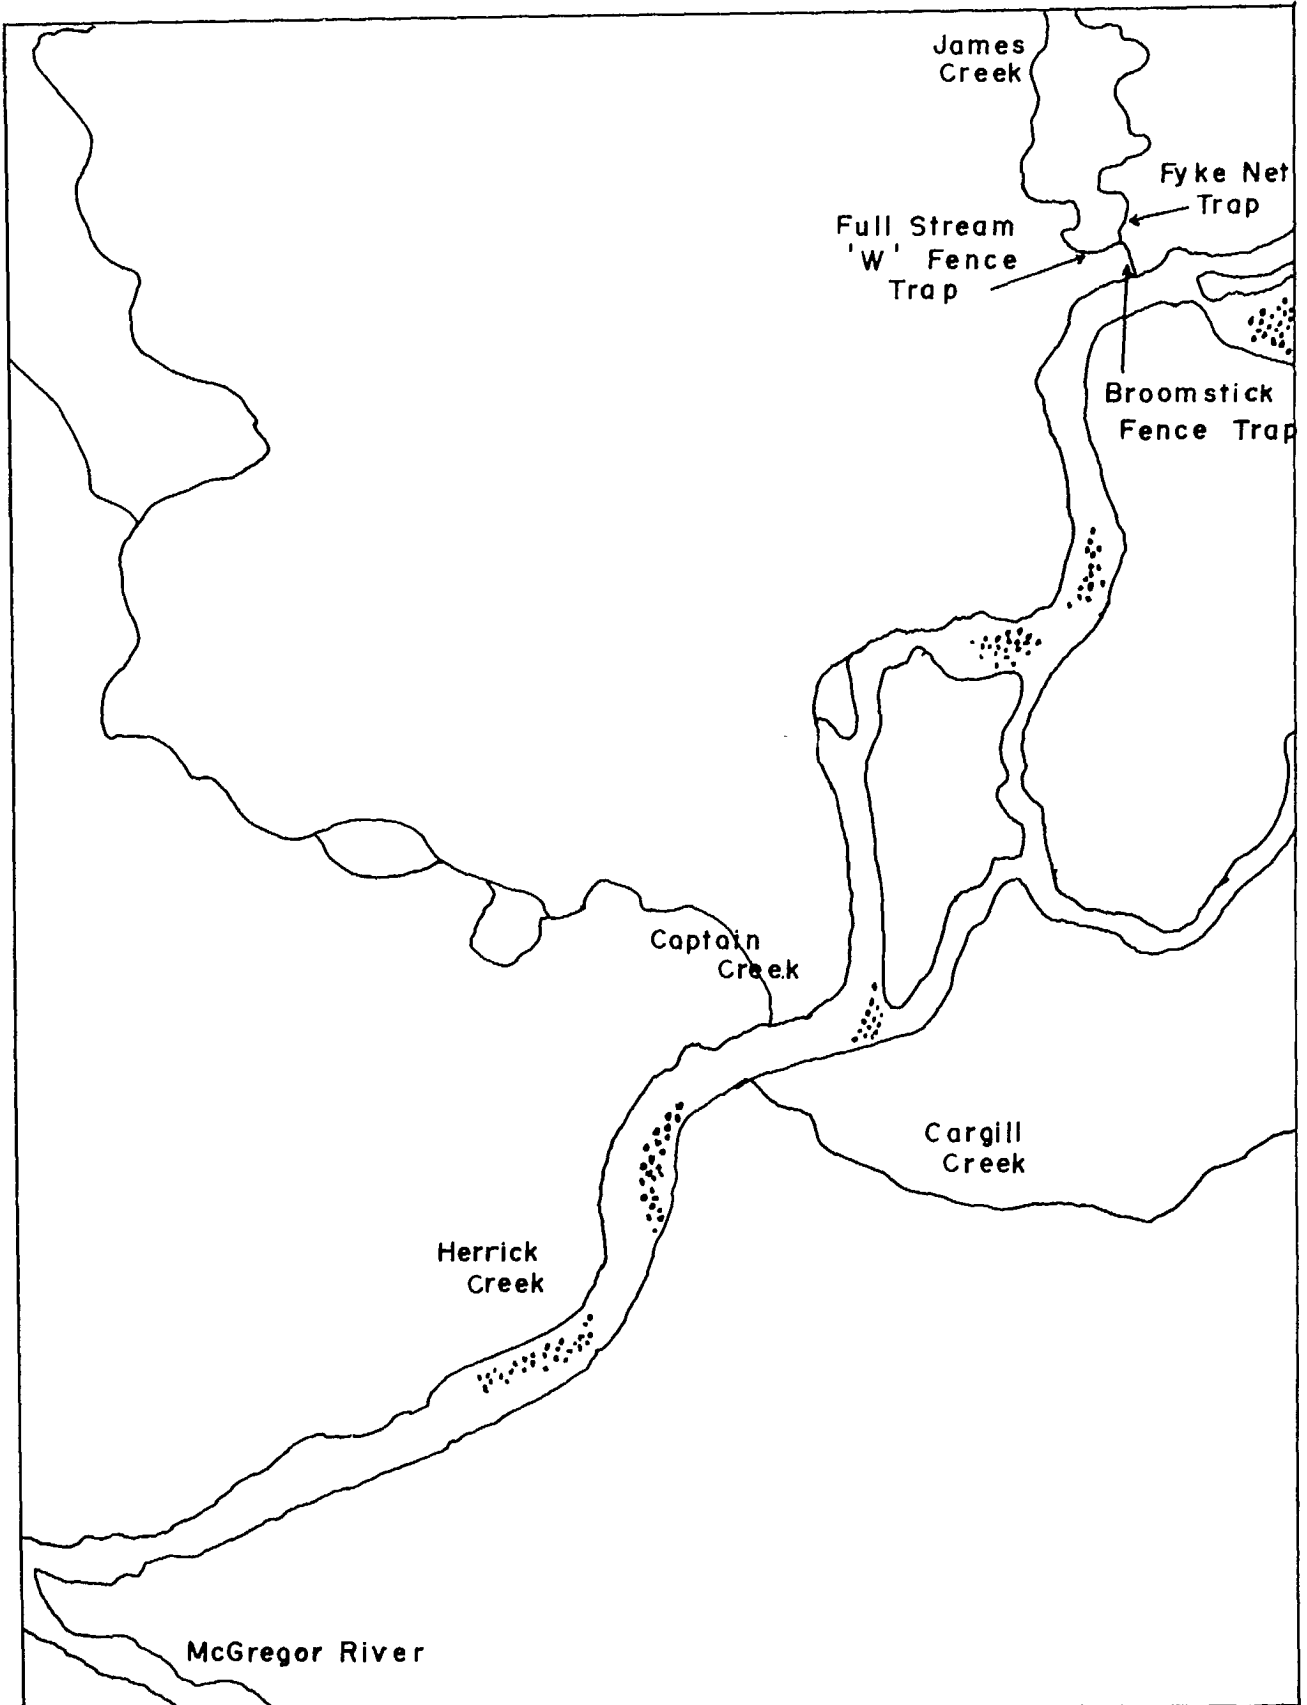 James
Creek
Fyke Net
Trap
Full Stream
'W' Fence
Trap
Broomstick
Fence Trap
Captain
Creek
Cargill
Creek
Herrick
Creek
McGregor River